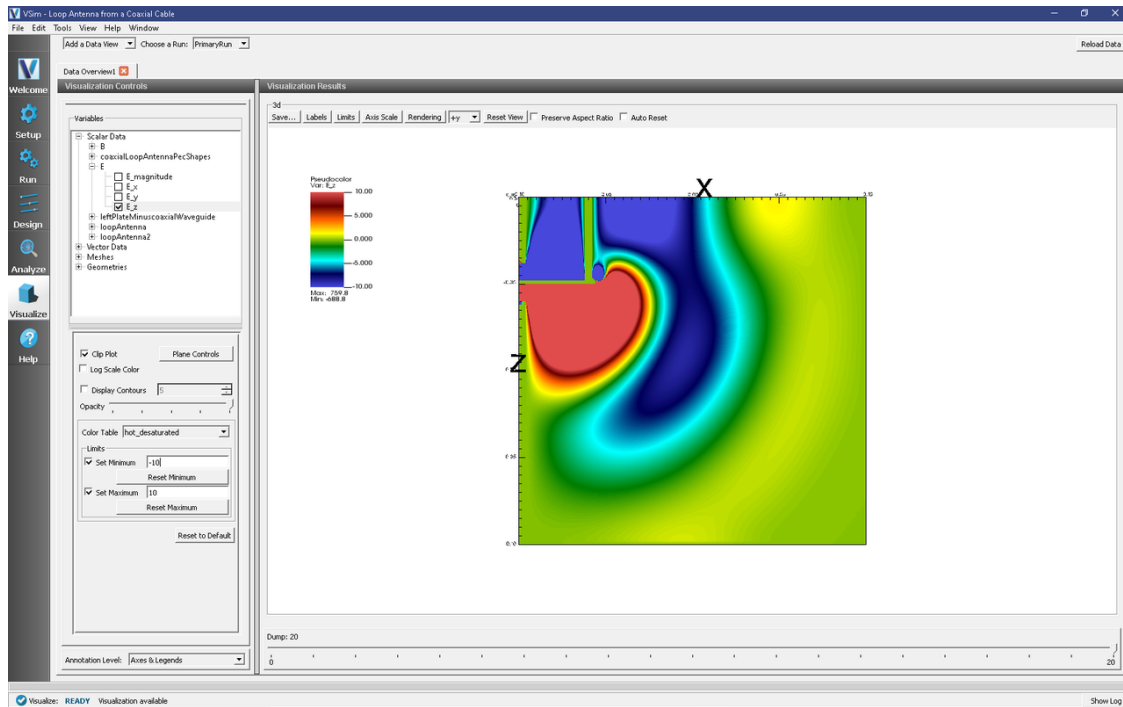 VSim - Loop Antenna from a Coaxial Cable
File Edit Tools View Help Window
Add a Data View Choose a Run: PrimaryRun Reload Data
Welcome
Setup
Run
Design
Analyze
Visualize
Help
Data Overview1
Visualization Controls
Variables
Scalar Data
B
coaxialLoopAntennaPecShapes
E
E_magnitude
E_x
E_y
E_z
leftPlateMinuscoaxialWaveguide
loopAntenna
loopAntenna2
Vector Data
Meshes
Geometries
Clip Plot Plane Controls
Log Scale Color
Display Contours 5
Opacity
Color Table hot_desaturated
Limits
Set Minimum -10
Reset Minimum
Set Maximum 10
Reset Maximum
Reset to Default
Annotation Level: Axes & Legends
Visualization Results
3d
Save... Labels Limits Axis Scale Rendering +y Reset View Preserve Aspect Ratio Auto Reset
Pseudocolor
Var: E_z
10.00
5.000
0.000
-5.000
-10.00
Max: 759.8
Min: -688.8
X
Z
Dump: 20
0 20
Visualize: READY Visualization available Show Log